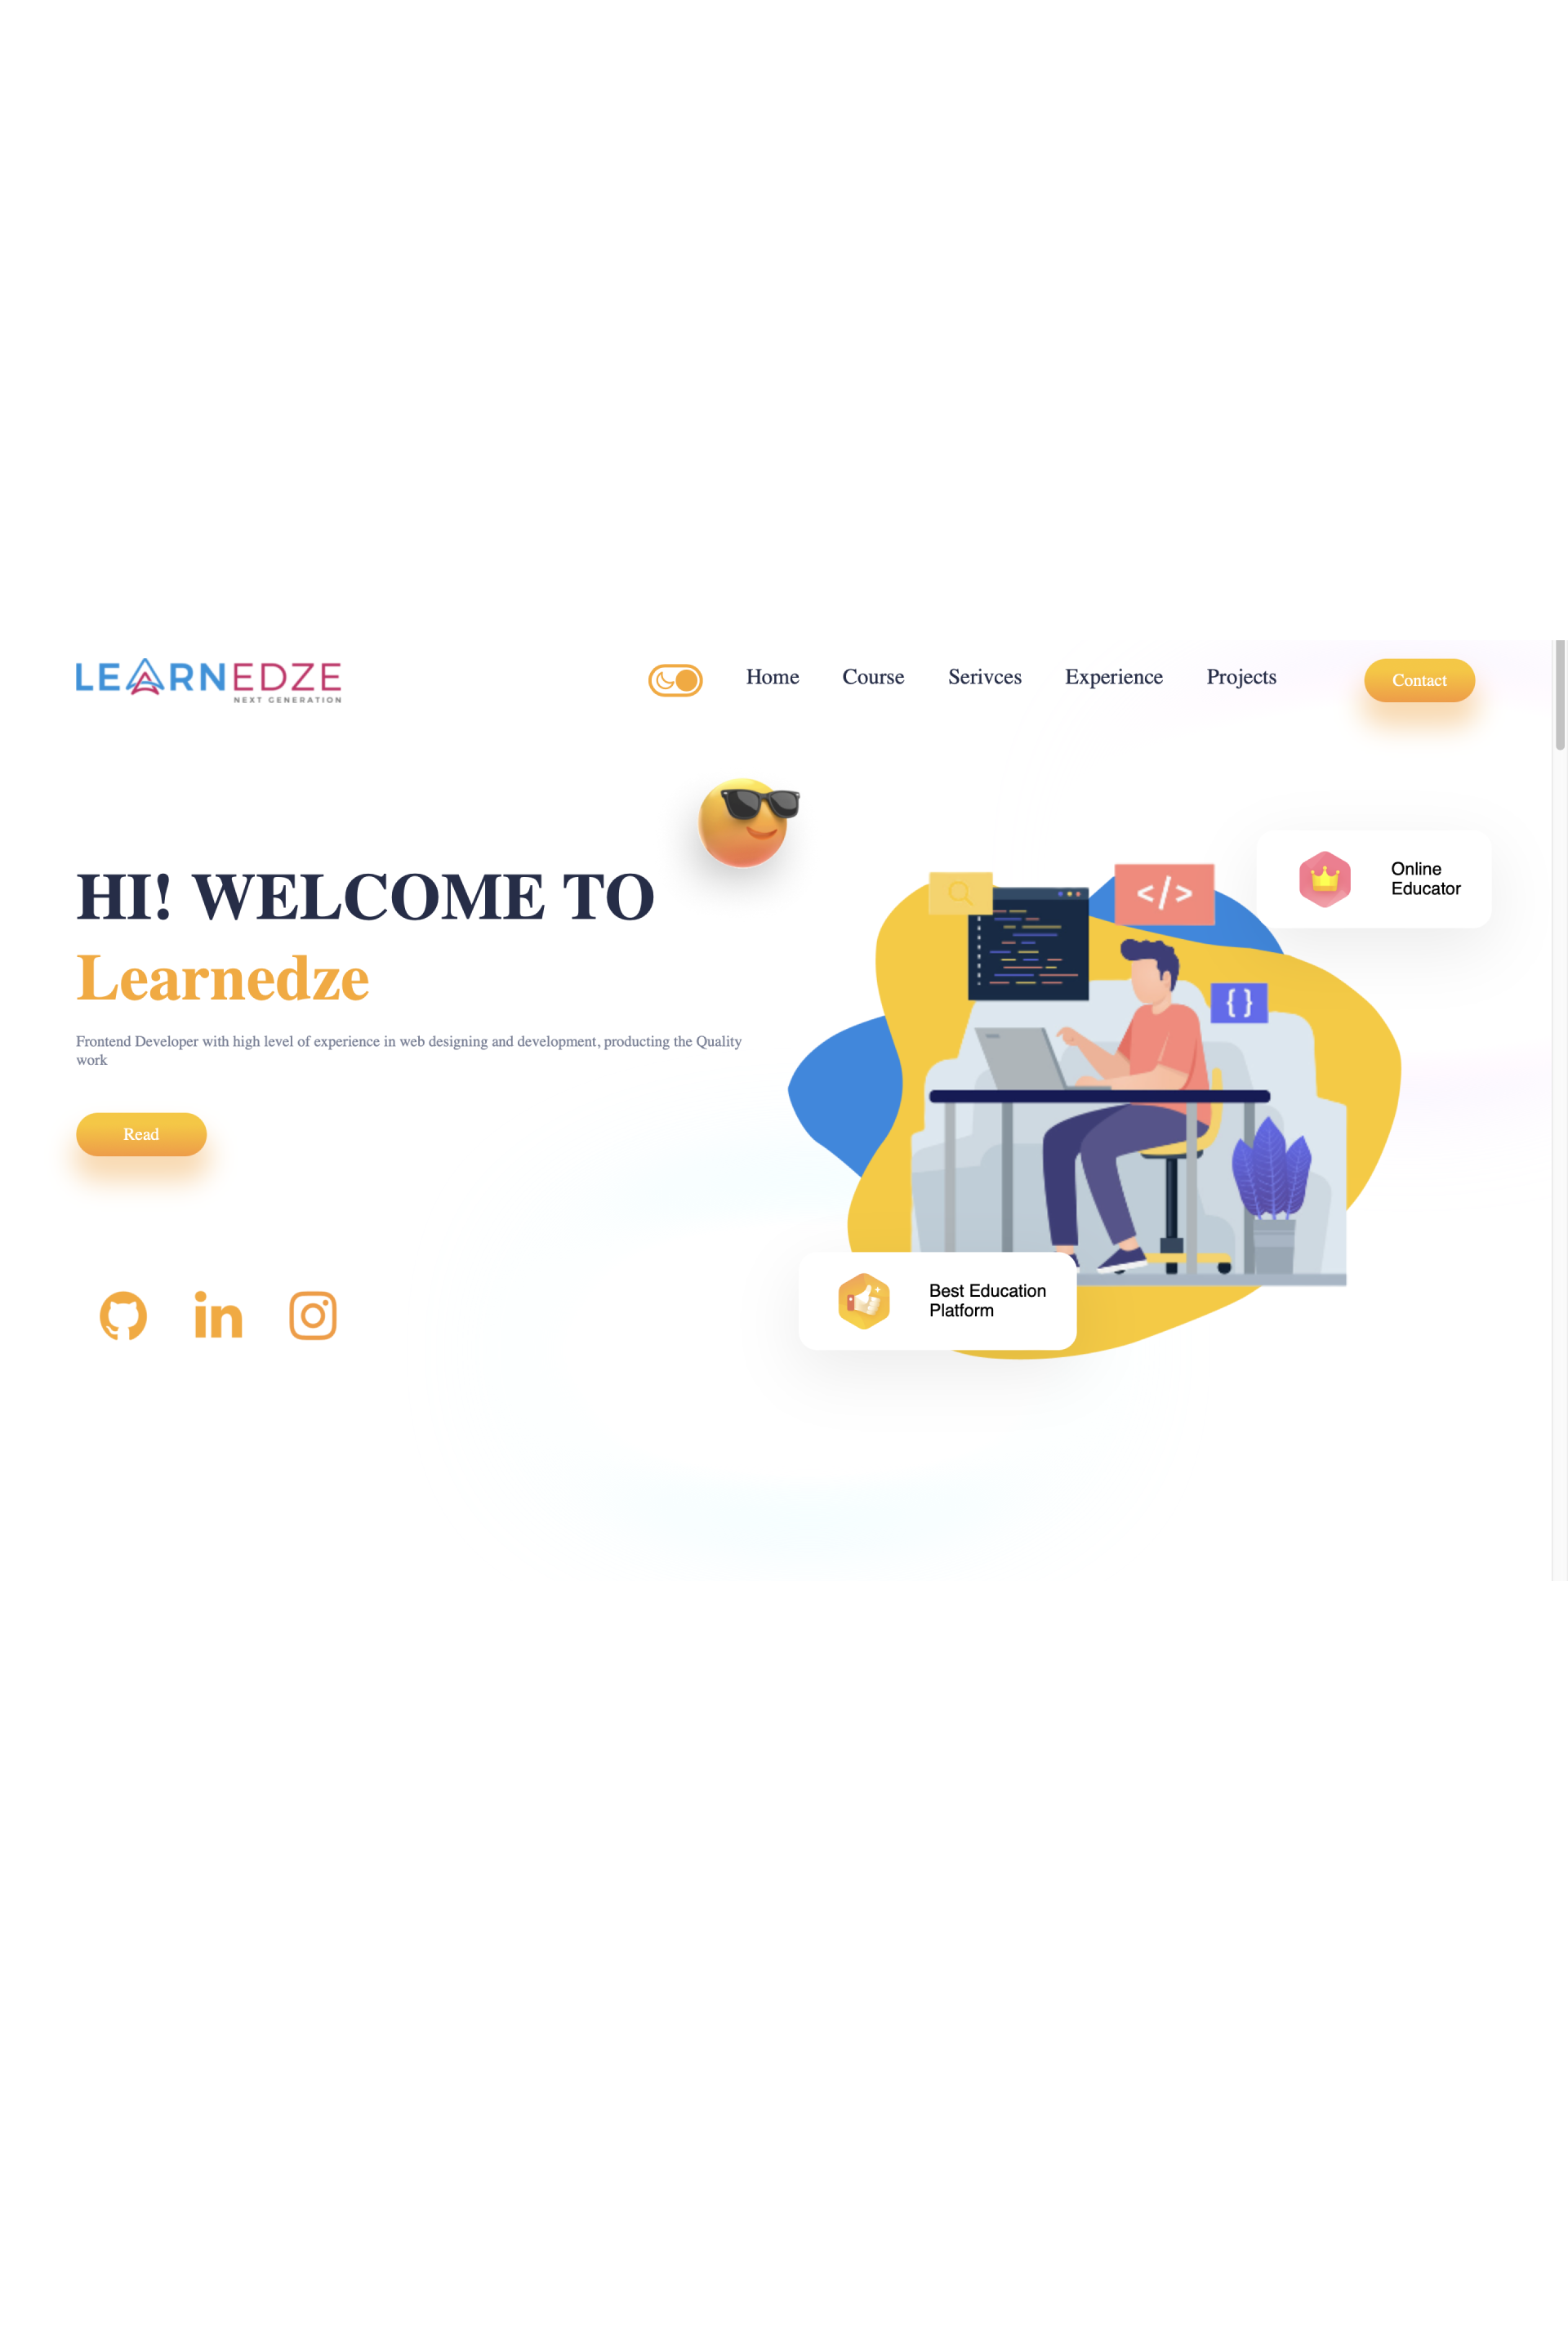 LEARNEDZE
NEXT GENERATION
Home Course Serivces Experience Projects Contact
HI! WELCOME TO
Learnedze
Frontend Developer with high level of experience in web designing and development, producting the Quality
work
Read
</>
{ }
Online
Educator
Best Education
Platform
in